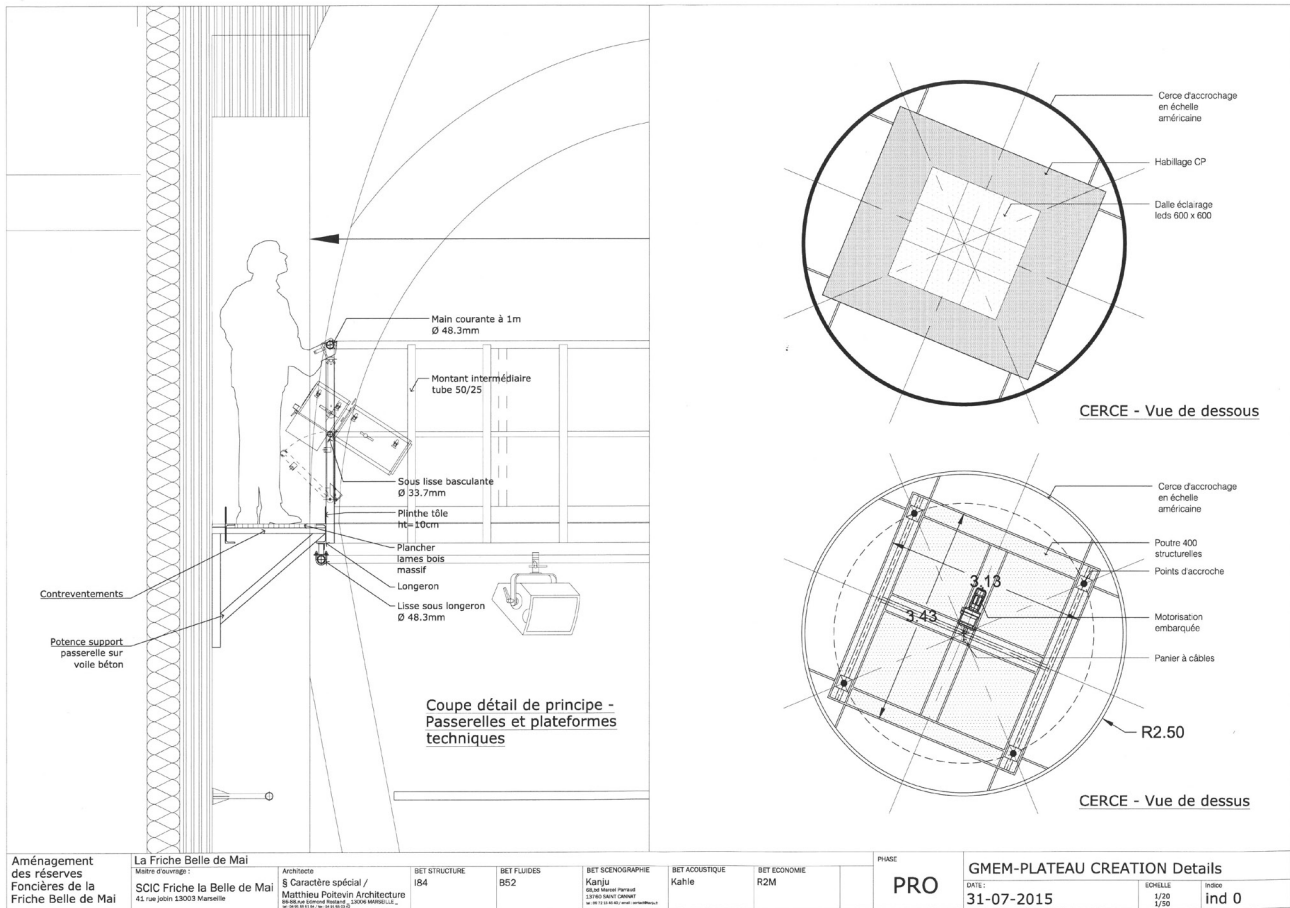 Main courante à 1m
Ø 48.3mm
Montant intermédiaire
tube 50/25
Sous lisse basculante
Ø 33.7mm
Plinthe tôle
ht=10cm
Plancher
lames bois
massif
Longeron
Lisse sous longeron
Ø 48.3mm
Contreventements
Potence support
passerelle sur
voile béton
Coupe détail de principe -
Passerelles et plateformes
techniques
Cerce d'accrochage
en échelle
américaine
Habillage CP
Dalle éclairage
leds 600 x 600
CERCE - Vue de dessous
Cerce d'accrochage
en échelle
américaine
Poutre 400
structurelles
Points d'accroche
Motorisation
embarquée
Panier à câbles
3.13
3.43
R2.50
CERCE - Vue de dessus
Aménagement
des réserves
Foncières de la
Friche Belle de Mai
La Friche Belle de Mai
Maitre d'ouvrage :
SCIC Friche la Belle de Mai
41 rue jobin 13003 Marseille
Architecte
§ Caractère spécial /
Matthieu Poitevin Architecture
BET STRUCTURE
I84
BET FLUIDES
B52
BET SCENOGRAPHIE
Kanju
13760 SAINT CANNAT
BET ACOUSTIQUE
Kahle
BET ECONOMIE
R2M
PHASE
PRO
GMEM-PLATEAU CREATION Details
DATE :
31-07-2015
ECHELLE
1/20
1/50
Indice
ind 0